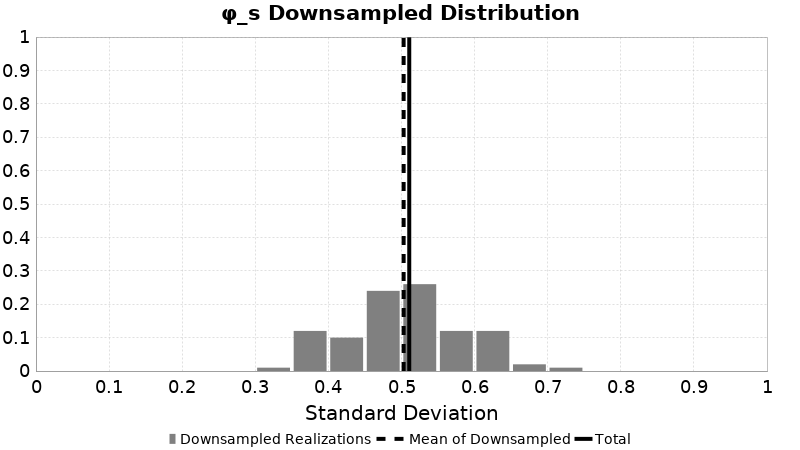 φ_s Downsampled Distribution
1
0.9
0.8
0.7
0.6
0.5
0.4
0.3
0.2
0.1
0
0 0.1 0.2 0.3 0.4 0.5 0.6 0.7 0.8 0.9 1
Standard Deviation
Downsampled Realizations Mean of Downsampled Total